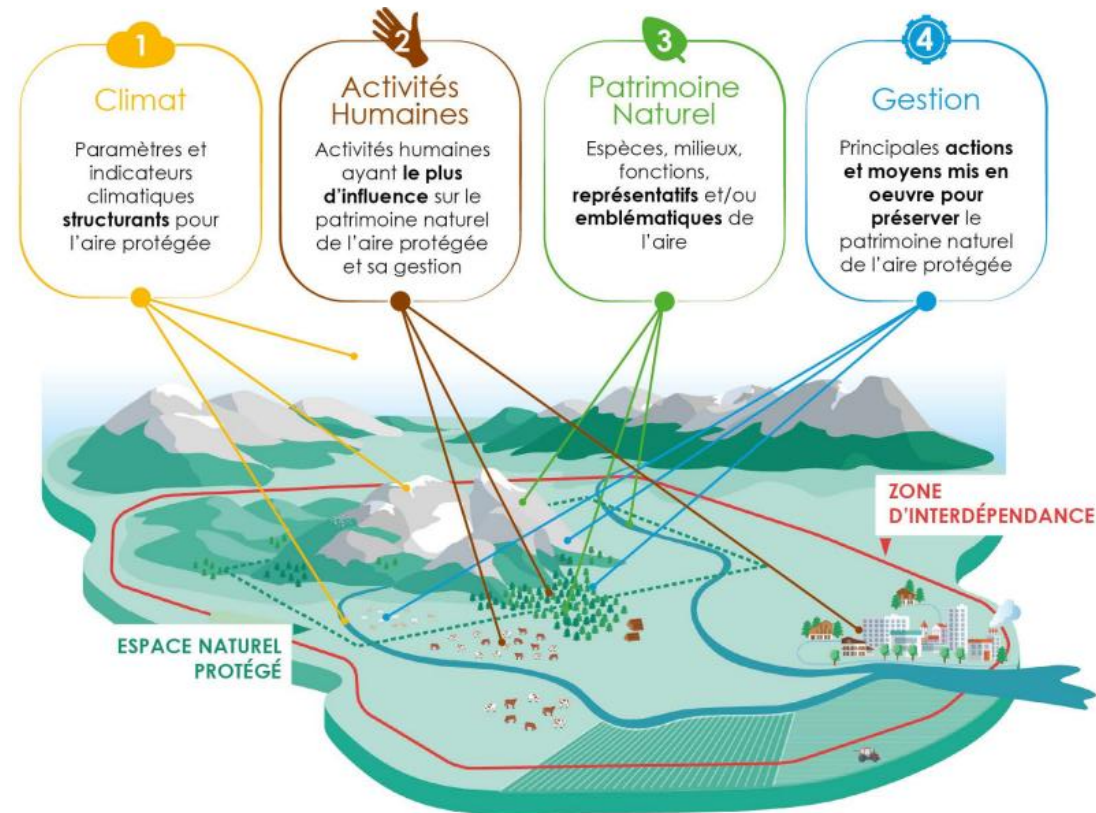 1
Climat
Paramètres et
indicateurs
climatiques
structurants pour
l'aire protégée
2
Activités
Humaines
Activités humaines
ayant le plus
d'influence sur le
patrimoine naturel
de l'aire protégée
et sa gestion
3
Patrimoine
Naturel
Espèces, milieux,
fonctions,
représentatifs et/ou
emblématiques de
l'aire
4
Gestion
Principales actions
et moyens mis en
oeuvre pour
préserver le
patrimoine naturel
de l'aire protégée
ZONE
D'INTERDÉPENDANCE
ESPACE NATUREL
PROTÉGÉ